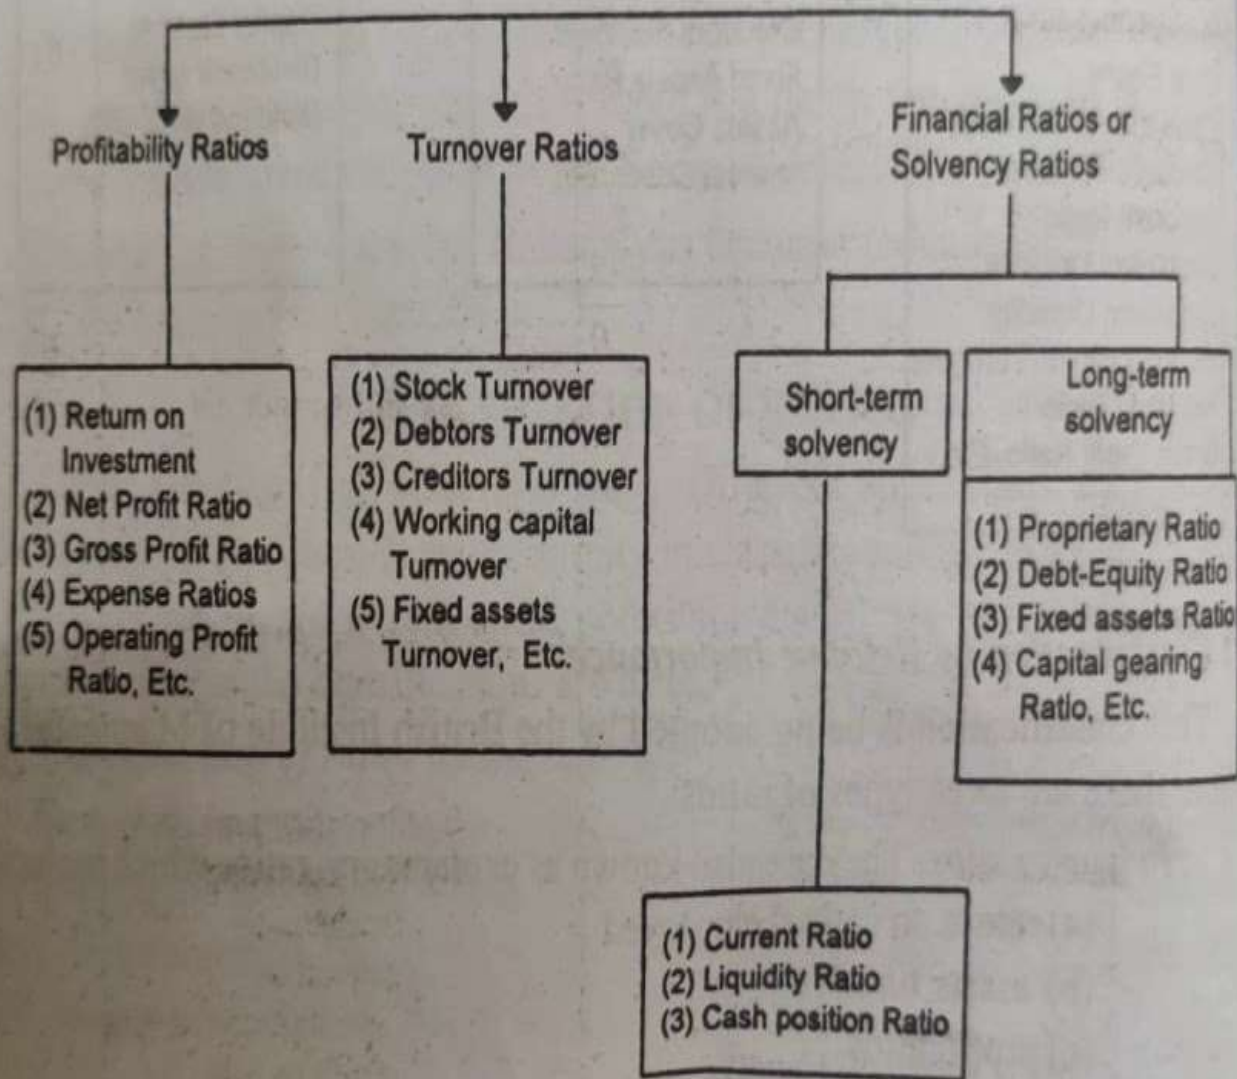 Profitability Ratios
Turnover Ratios
Financial Ratios or
Solvency Ratios
(1) Return on
Investment
(2) Net Profit Ratio
(3) Gross Profit Ratio
(4) Expense Ratios
(5) Operating Profit
Ratio, Etc.
(1) Stock Turnover
(2) Debtors Turnover
(3) Creditors Turnover
(4) Working capital
Turnover
(5) Fixed assets
Turnover, Etc.
Short-term
solvency
Long-term
solvency
(1) Proprietary Ratio
(2) Debt-Equity Ratio
(3) Fixed assets Ratio
(4) Capital gearing
Ratio, Etc.
(1) Current Ratio
(2) Liquidity Ratio
(3) Cash position Ratio